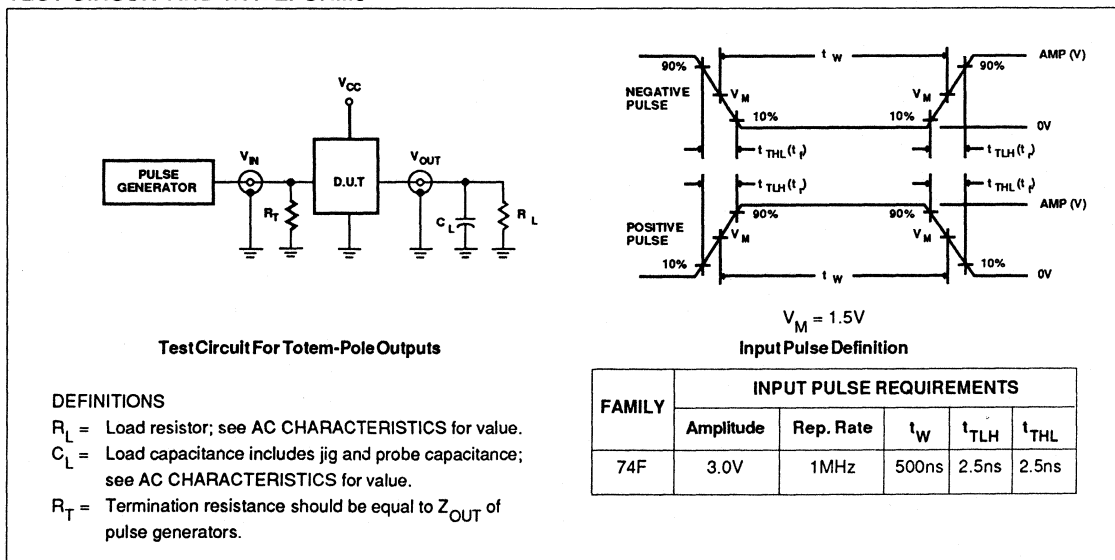 V_CC
PULSE GENERATOR
V_IN
R_T
D.U.T
V_OUT
C_L
R_L
Test Circuit For Totem-Pole Outputs
NEGATIVE PULSE
90%
V_M
10%
t_W
10%
V_M
90%
AMP (V)
0V
t_THL (t_f)
t_TLH (t_r)
t_TLH (t_r)
t_THL (t_f)
POSITIVE PULSE
10%
V_M
90%
t_W
90%
V_M
10%
AMP (V)
0V
V_M = 1.5V
Input Pulse Definition
DEFINITIONS
R_L = Load resistor; see AC CHARACTERISTICS for value.
C_L = Load capacitance includes jig and probe capacitance;
see AC CHARACTERISTICS for value.
R_T = Termination resistance should be equal to Z_OUT of
pulse generators.
FAMILY
INPUT PULSE REQUIREMENTS
Amplitude Rep. Rate t_W t_TLH t_THL
74F 3.0V 1MHz 500ns 2.5ns 2.5ns